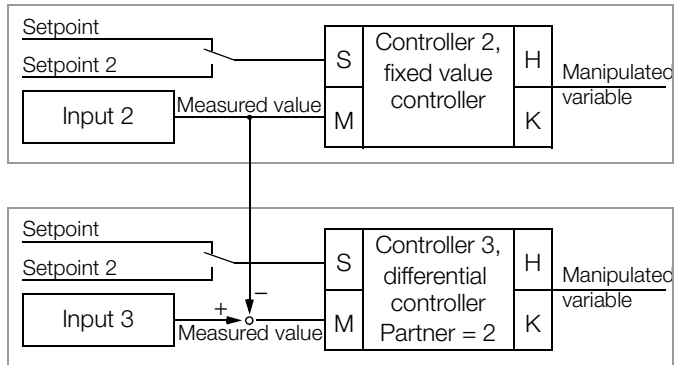 Setpoint
Setpoint 2
Input 2
Measured value
S
M
Controller 2,
fixed value
controller
H
K
Manipulated
variable
Setpoint
Setpoint 2
Input 3
+
−
Measured value
S
M
Controller 3,
differential
controller
Partner = 2
H
K
Manipulated
variable